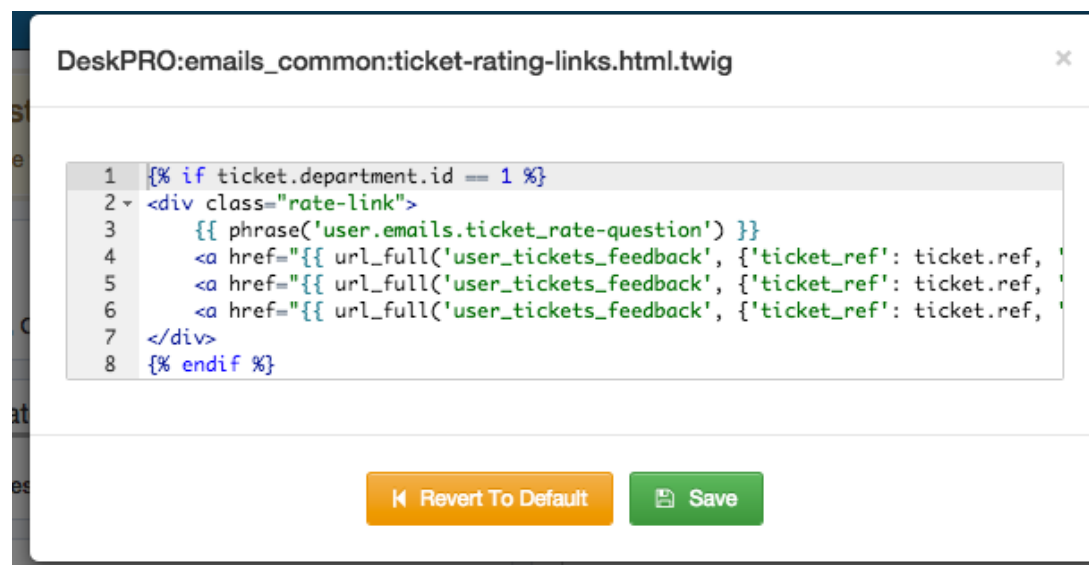 DeskPRO:emails_common:ticket-rating-links.html.twig
×
1 {% if ticket.department.id == 1 %}
2 <div class="rate-link">
3 {{ phrase('user.emails.ticket_rate-question') }}
4 <a href="{{ url_full('user_tickets_feedback', {'ticket_ref': ticket.ref, '
5 <a href="{{ url_full('user_tickets_feedback', {'ticket_ref': ticket.ref, '
6 <a href="{{ url_full('user_tickets_feedback', {'ticket_ref': ticket.ref, '
7 </div>
8 {% endif %}
Revert To Default
Save